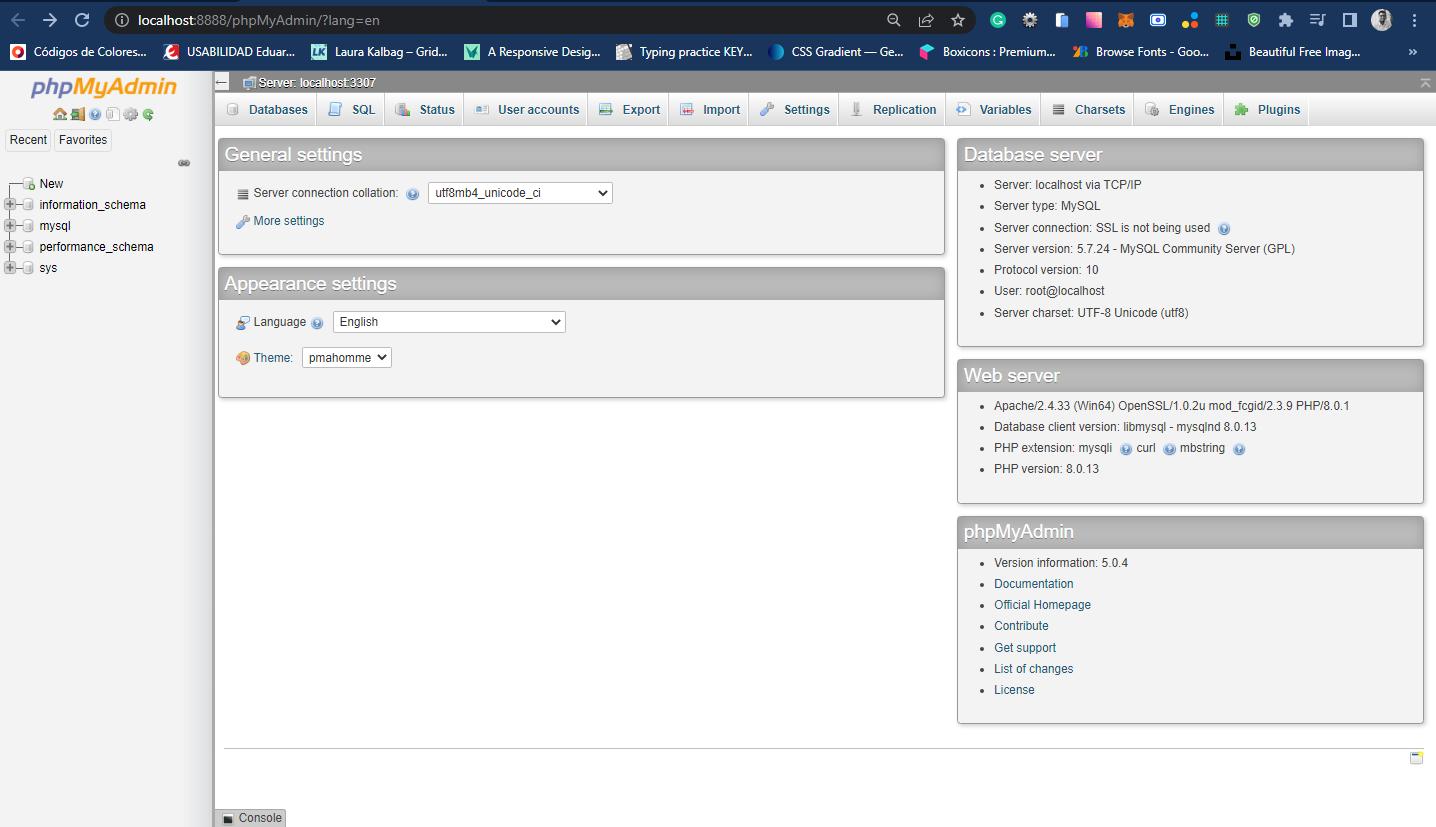 localhost:8888/phpMyAdmin/?lang=en
Códigos de Colores... USABILIDAD Eduar... Laura Kalbag – Grid... A Responsive Desig... Typing practice KEY... CSS Gradient — Ge... Boxicons : Premium... Browse Fonts - Goo... Beautiful Free Imag... »
phpMyAdmin
Recent Favorites
New
information_schema
mysql
performance_schema
sys
Server: localhost:3307
Databases SQL Status User accounts Export Import Settings Replication Variables Charsets Engines Plugins
General settings
Server connection collation: utf8mb4_unicode_ci
More settings
Appearance settings
Language English
Theme: pmahomme
Database server
Server: localhost via TCP/IP
Server type: MySQL
Server connection: SSL is not being used
Server version: 5.7.24 - MySQL Community Server (GPL)
Protocol version: 10
User: root@localhost
Server charset: UTF-8 Unicode (utf8)
Web server
Apache/2.4.33 (Win64) OpenSSL/1.0.2u mod_fcgid/2.3.9 PHP/8.0.1
Database client version: libmysql - mysqlnd 8.0.13
PHP extension: mysqli curl mbstring
PHP version: 8.0.13
phpMyAdmin
Version information: 5.0.4
Documentation
Official Homepage
Contribute
Get support
List of changes
License
Console